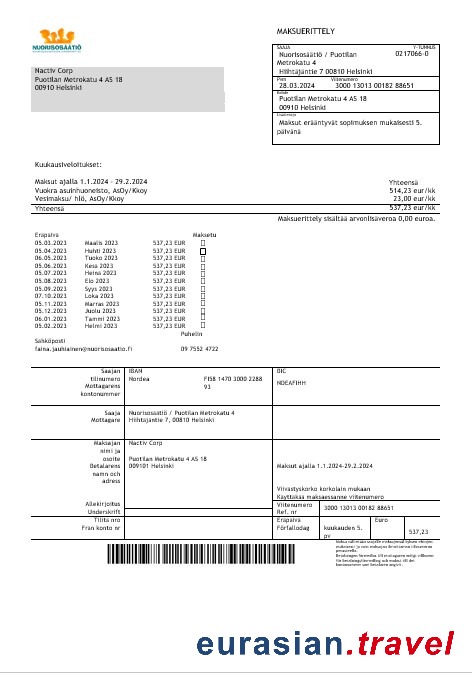 MAKSUERITTELY
NUORISOSÄÄTIÖ
SAAJA Y-TUNNUS
Nuorisosäätiö / Puotilan 0217066-0
Metrokatu 4
Hiihtäjäntie 7 00810 Helsinki
Pvm Viitenumero
28.03.2024 3000 13013 00182 88651
Kohde
Puotilan Metrokatu 4 AS 18
00910 Helsinki
Lisätietoja
Maksut erääntyvät sopimuksen mukaisesti 5.
päivänä
Nactiv Corp
Puotilan Metrokatu 4 AS 18
00910 Helsinki
Kuukausiveloitukset:
Maksut ajalla 1.1.2024 - 29.2.2024 Yhteensä
Vuokra asuinhuoneisto, AsOy/Kkoy 514,23 eur/kk
Vesimaksu/ hlö, AsOy/Kkoy 23,00 eur/kk
Yhteensä 537,23 eur/kk
Maksuerittely sisältää arvonlisäveroa 0,00 euroa.
Eräpäivä Maksetu
05.03.2023 Maalis 2023 537,23 EUR
05.04.2023 Huhti 2023 537,23 EUR
06.05.2023 Tuoko 2023 537,23 EUR
05.06.2023 Kesä 2023 537,23 EUR
05.07.2023 Heinä 2023 537,23 EUR
05.08.2023 Elo 2023 537,23 EUR
05.09.2023 Syys 2023 537,23 EUR
07.10.2023 Loka 2023 537,23 EUR
05.11.2023 Marras 2023 537,23 EUR
05.12.2023 Juolu 2023 537,23 EUR
06.01.2023 Tammi 2023 537,23 EUR
05.02.2023 Helmi 2023 537,23 EUR
Puhelin
Sähköposti
faina.jauhiainen@nuorisosaatio.fi 09 7552 4722
Saajan IBAN BIC
tilinumero Nordea FI58 1470 3000 2288 NDEAFIHH
Mottagarens 93
kontonummer
Saaja Nuorisosäätiö / Puotilan Metrokatu 4
Mottagare Hiihtäjäntie 7, 00810 Helsinki
Maksajan Nactiv Corp
nimi ja
osoite Puotilan Metrokatu 4 AS 18
Betalarens 009101 Helsinki Maksut ajalla 1.1.2024-29.2.2024
namn och
adress
Viivästyskorko korkolain mukaan
Käyttäkää maksaessanne viitenumero
Allekirjoitus Viitenumero 3000 13013 00182 88651
Underskrift Ref. nr
Tilitä nro Eräpäivä Euro
Från konto nr Förfallodag kuukauden 5. 537,23
pv
eurasian.travel